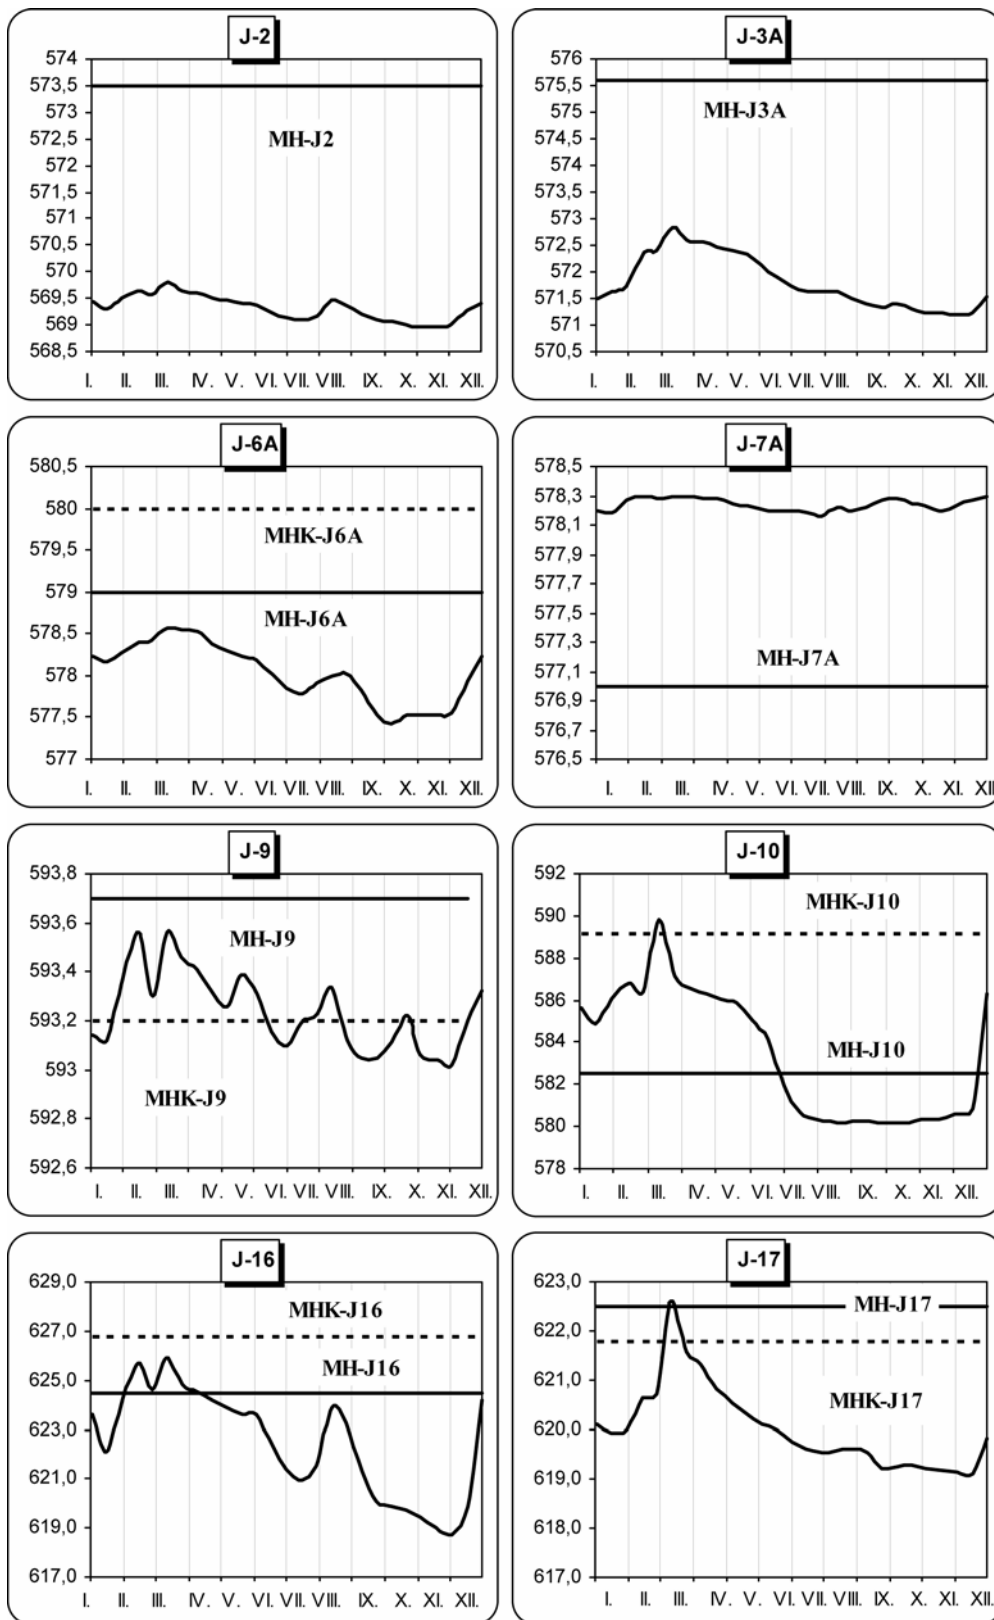 J-2
574
573,5
573
572,5
572
571,5
571
570,5
570
569,5
569
568,5
MH-J2
I. II. III. IV. V. VI. VII. VIII. IX. X. XI. XII.
J-3A
576
575,5
575
574,5
574
573,5
573
572,5
572
571,5
571
570,5
MH-J3A
I. II. III. IV. V. VI. VII. VIII. IX. X. XI. XII.
J-6A
580,5
580
579,5
579
578,5
578
577,5
577
MHK-J6A
MH-J6A
I. II. III. IV. V. VI. VII. VIII. IX. X. XI. XII.
J-7A
578,5
578,3
578,1
577,9
577,7
577,5
577,3
577,1
576,9
576,7
576,5
MH-J7A
I. II. III. IV. V. VI. VII. VIII. IX. X. XI. XII.
J-9
593,8
593,6
593,4
593,2
593
592,8
592,6
MH-J9
MHK-J9
I. II. III. IV. V. VI. VII. VIII. IX. X. XI. XII.
J-10
592
590
588
586
584
582
580
578
MHK-J10
MH-J10
I. II. III. IV. V. VI. VII. VIII. IX. X. XI. XII.
J-16
629,0
627,0
625,0
623,0
621,0
619,0
617,0
MHK-J16
MH-J16
I. II. III. IV. V. VI. VII. VIII. IX. X. XI. XII.
J-17
623,0
622,0
621,0
620,0
619,0
618,0
617,0
MH-J17
MHK-J17
I. II. III. IV. V. VI. VII. VIII. IX. X. XI. XII.